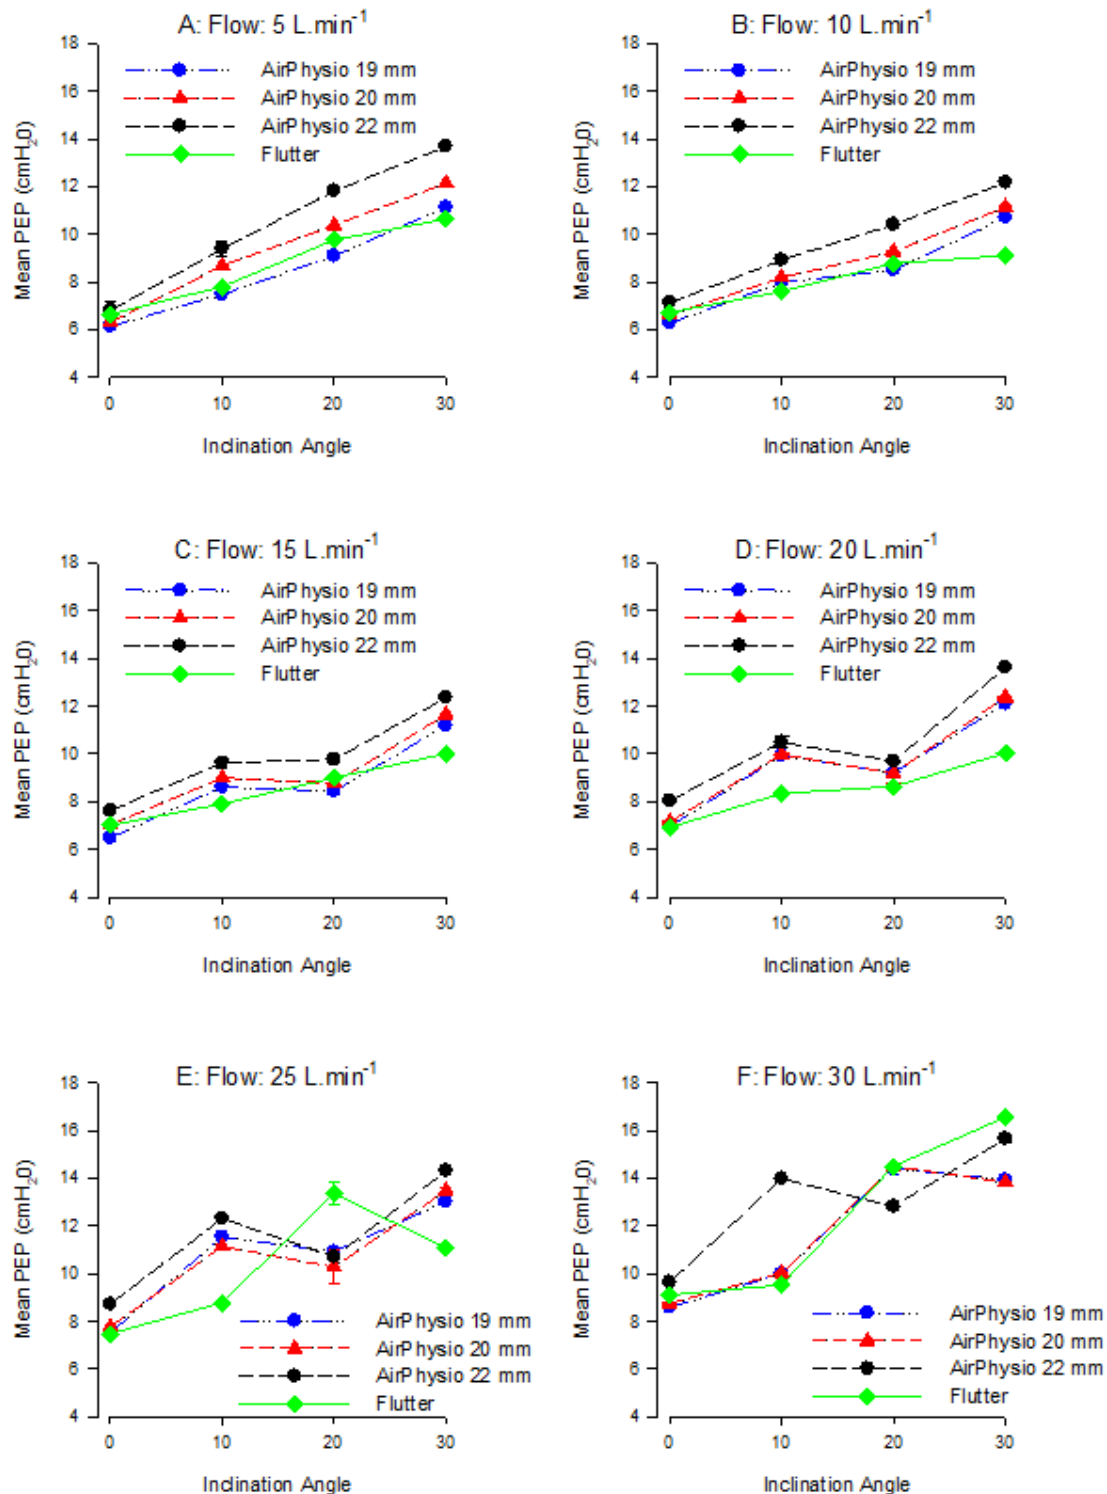 A: Flow: 5 L.min⁻¹
18
16
14
12
10
8
6
4
Mean PEP (cmH₂0)
AirPhysio 19 mm
AirPhysio 20 mm
AirPhysio 22 mm
Flutter
0 10 20 30
Inclination Angle
B: Flow: 10 L.min⁻¹
18
16
14
12
10
8
6
4
Mean PEP (cmH₂0)
AirPhysio 19 mm
AirPhysio 20 mm
AirPhysio 22 mm
Flutter
0 10 20 30
Inclination Angle
C: Flow: 15 L.min⁻¹
18
16
14
12
10
8
6
4
Mean PEP (cmH₂0)
AirPhysio 19 mm
AirPhysio 20 mm
AirPhysio 22 mm
Flutter
0 10 20 30
Inclination Angle
D: Flow: 20 L.min⁻¹
18
16
14
12
10
8
6
4
Mean PEP (cmH₂0)
AirPhysio 19 mm
AirPhysio 20 mm
AirPhysio 22 mm
Flutter
0 10 20 30
Inclination Angle
E: Flow: 25 L.min⁻¹
18
16
14
12
10
8
6
4
Mean PEP (cmH₂0)
AirPhysio 19 mm
AirPhysio 20 mm
AirPhysio 22 mm
Flutter
0 10 20 30
Inclination Angle
F: Flow: 30 L.min⁻¹
18
16
14
12
10
8
6
4
Mean PEP (cmH₂0)
AirPhysio 19 mm
AirPhysio 20 mm
AirPhysio 22 mm
Flutter
0 10 20 30
Inclination Angle